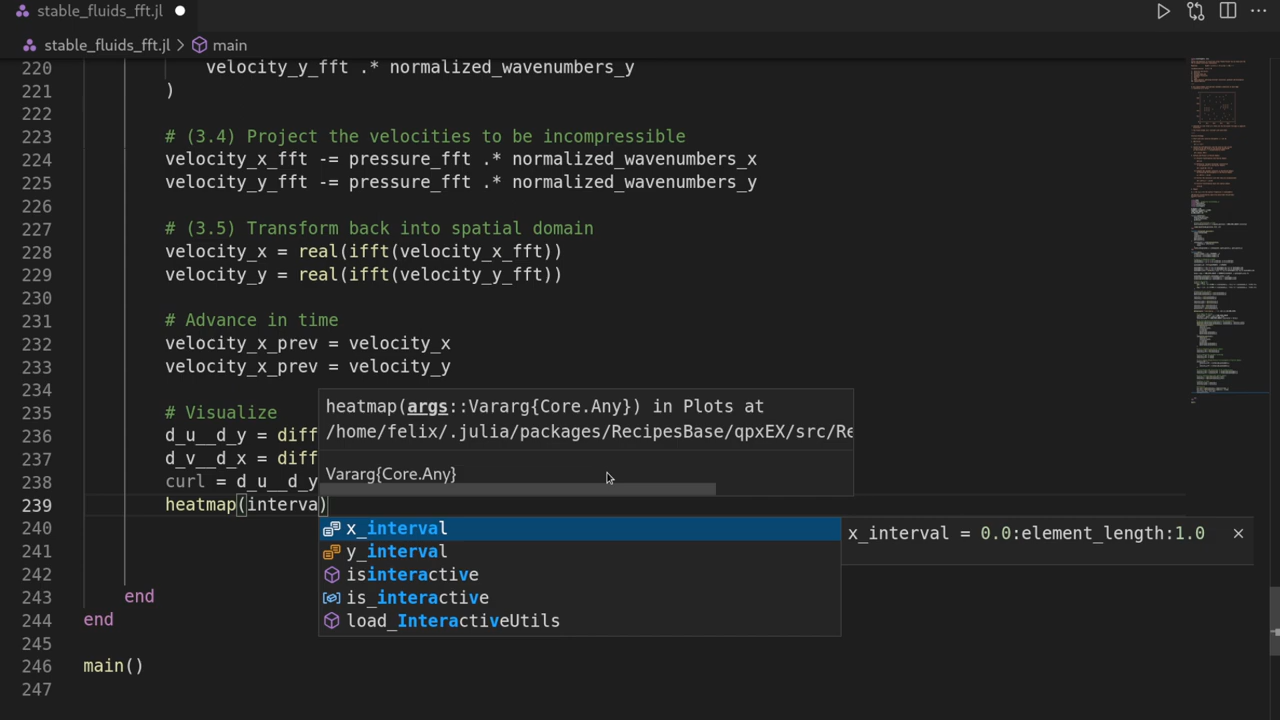 stable_fluids_fft.jl
stable_fluids_fft.jl > main
220 velocity_y_fft .* normalized_wavenumbers_y
221 )
222
223 # (3.4) Project the velocities to be incompressible
224 velocity_x_fft -= pressure_fft .* normalized_wavenumbers_x
225 velocity_y_fft -= pressure_fft .* normalized_wavenumbers_y
226
227 # (3.5) Transform back into spatial domain
228 velocity_x = real(ifft(velocity_x_fft))
229 velocity_y = real(ifft(velocity_y_fft))
230
231 # Advance in time
232 velocity_x_prev = velocity_x
233 velocity_x_prev = velocity_y
234
heatmap(args::Vararg{Core.Any}) in Plots at
/home/felix/.julia/packages/RecipesBase/qpxEX/src/Re
Vararg{Core.Any}
235 # Visualize
236 d_u__d_y = diff
237 d_v__d_x = diff
238 curl = d_u__d_y
239 heatmap(interva)
x_interval
y_interval
isinteractive
is_interactive
load_InteractiveUtils
x_interval = 0.0:element_length:1.0
240
241
242
243 end
244 end
245
246 main()
247